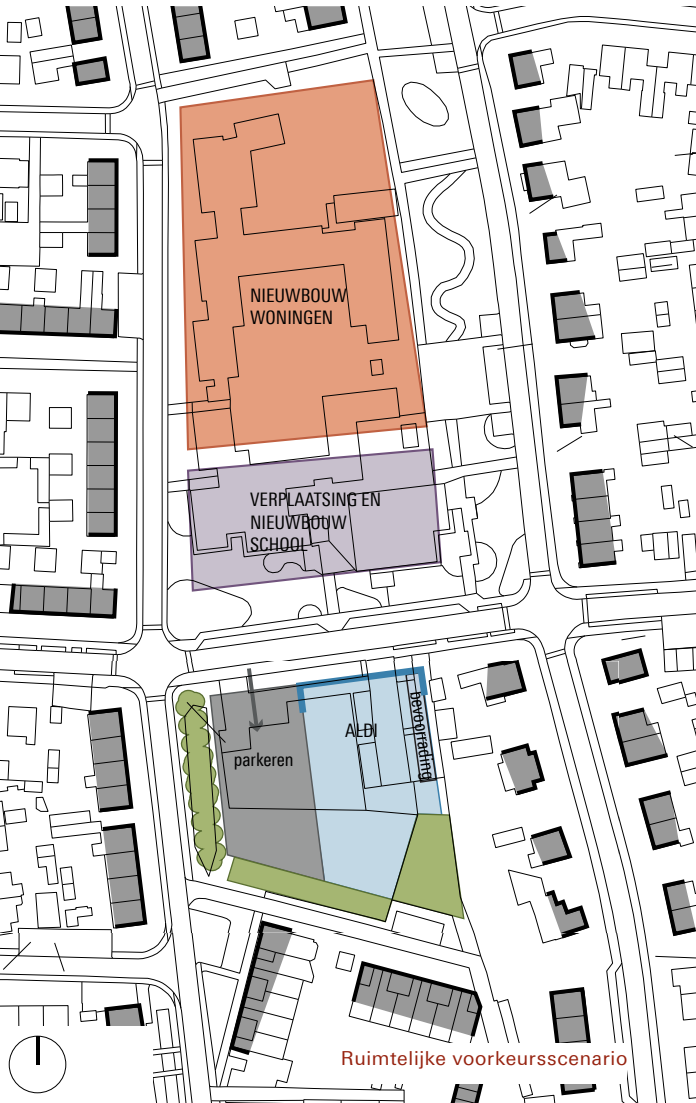 NIEUWBOUW
WONINGEN
VERPLAATSING EN
NIEUWBOUW
SCHOOL
ALDI
bevoorrading
parkeren
Ruimtelijke voorkeursscenario